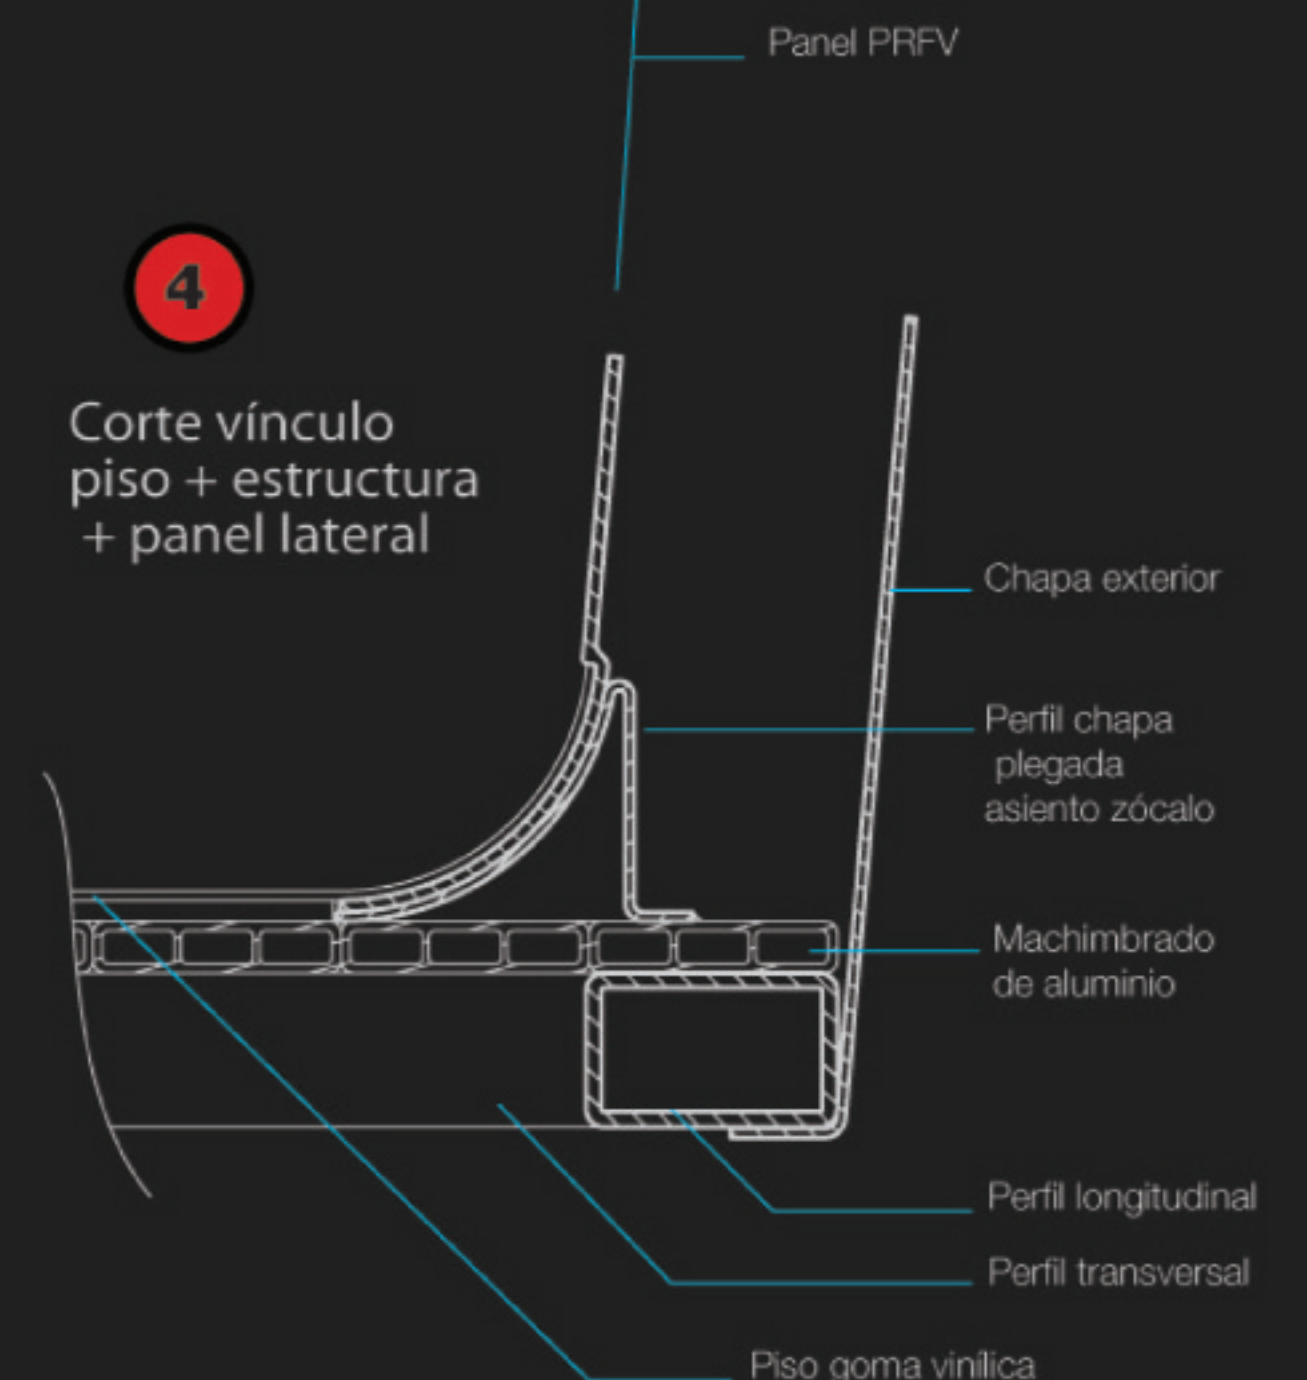 Panel PRFV
4
Corte vínculo
piso + estructura
+ panel lateral
Chapa exterior
Perfil chapa
plegada
asiento zócalo
Machimbrado
de aluminio
Perfil longitudinal
Perfil transversal
Piso goma vinílica